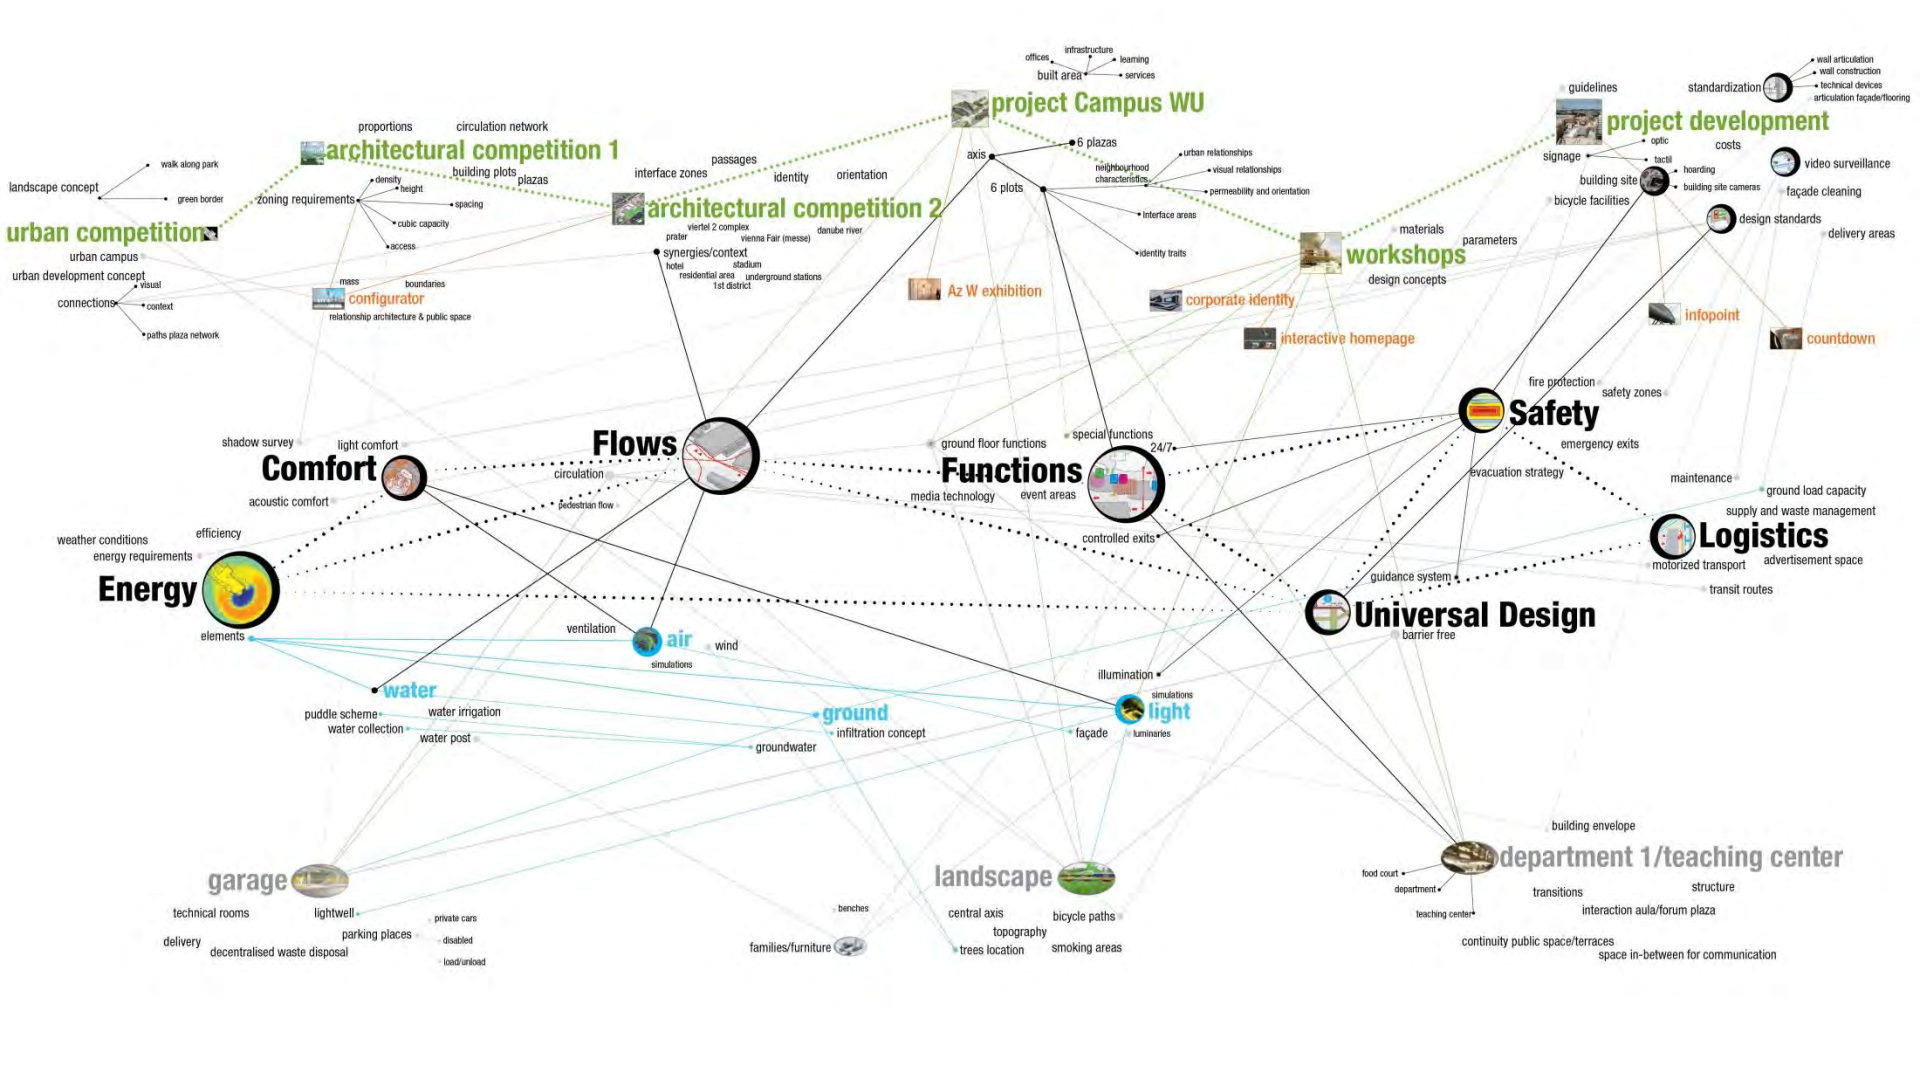 infrastructure
offices
learning
built area
services
project Campus WU
guidelines
standardization
wall articulation
wall construction
technical devices
articulation façade/flooring
project development
optic
costs
signage
tactil
video surveillance
hoarding
building site
building site cameras
façade cleaning
bicycle facilities
design standards
delivery areas
proportions
circulation network
architectural competition 1
building plots
plazas
passages
interface zones
identity
orientation
walk along park
landscape concept
green border
density
height
zoning requirements
spacing
cubic capacity
access
architectural competition 2
viertel 2 complex
danube river
prater
vienna Fair (messe)
synergies/context
hotel
stadium
residential area
underground stations
1st district
axis
6 plazas
6 plots
neighbourhood
characteristics
urban relationships
visual relationships
permeability and orientation
interface areas
identity traits
materials
parameters
workshops
design concepts
urban competition
urban campus
urban development concept
visual
connections
context
paths plaza network
mass
boundaries
configurator
relationship architecture & public space
Az W exhibition
corporate identity
interactive homepage
infopoint
countdown
fire protection
safety zones
Safety
emergency exits
evacuation strategy
maintenance
ground load capacity
supply and waste management
Logistics
advertisement space
motorized transport
transit routes
shadow survey
light comfort
Comfort
acoustic comfort
Flows
circulation
pedestrian flow
ground floor functions
special functions
24/7
Functions
media technology
event areas
controlled exits
guidance system
Universal Design
barrier free
efficiency
weather conditions
energy requirements
Energy
elements
ventilation
air
wind
simulations
water
puddle scheme
water irrigation
water collection
water post
ground
infiltration concept
groundwater
illumination
simulations
light
façade
luminaries
garage
technical rooms
lightwell
private cars
parking places
disabled
delivery
decentralised waste disposal
load/unload
benches
families/furniture
landscape
central axis
bicycle paths
topography
trees location
smoking areas
building envelope
department 1/teaching center
food court
department
teaching center
transitions
structure
interaction aula/forum plaza
continuity public space/terraces
space in-between for communication